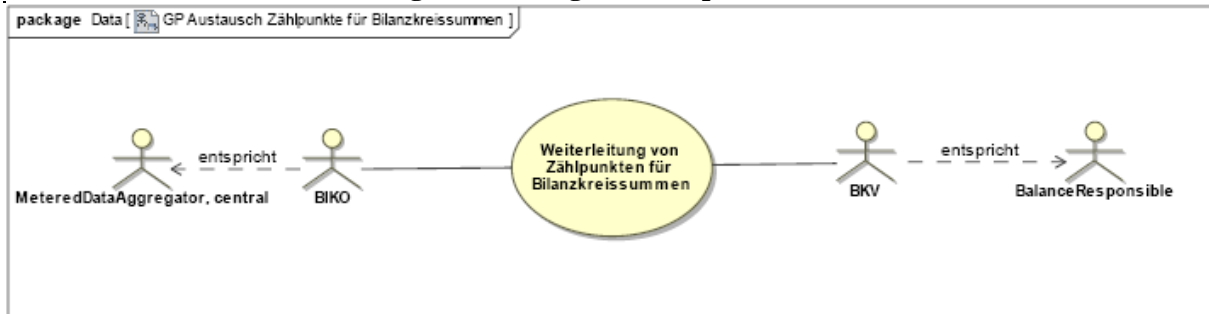 package Data [ GP Austausch Zählpunkte für Bilanzkreissummen ]
Weiterleitung von
Zählpunkten für
Bilanzkreissummen
entspricht
entspricht
MeteredDataAggregator, central
BIKO
BKV
BalanceResponsible